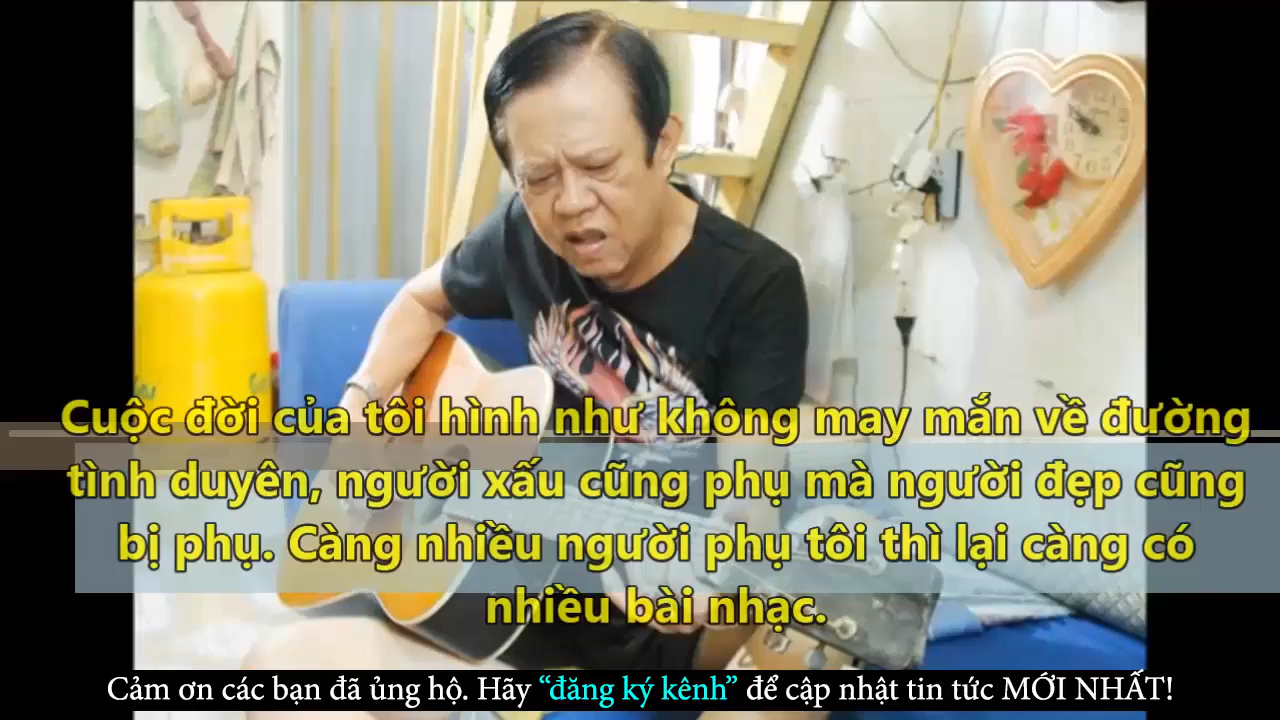 Cuộc đời của tôi hình như không may mắn về đường
tình duyên, người xấu cũng phụ mà người đẹp cũng
bị phụ. Càng nhiều người phụ tôi thì lại càng có
nhiều bài nhạc.
Cảm ơn các bạn đã ủng hộ. Hãy “đăng ký kênh” để cập nhật tin tức MỚI NHẤT!